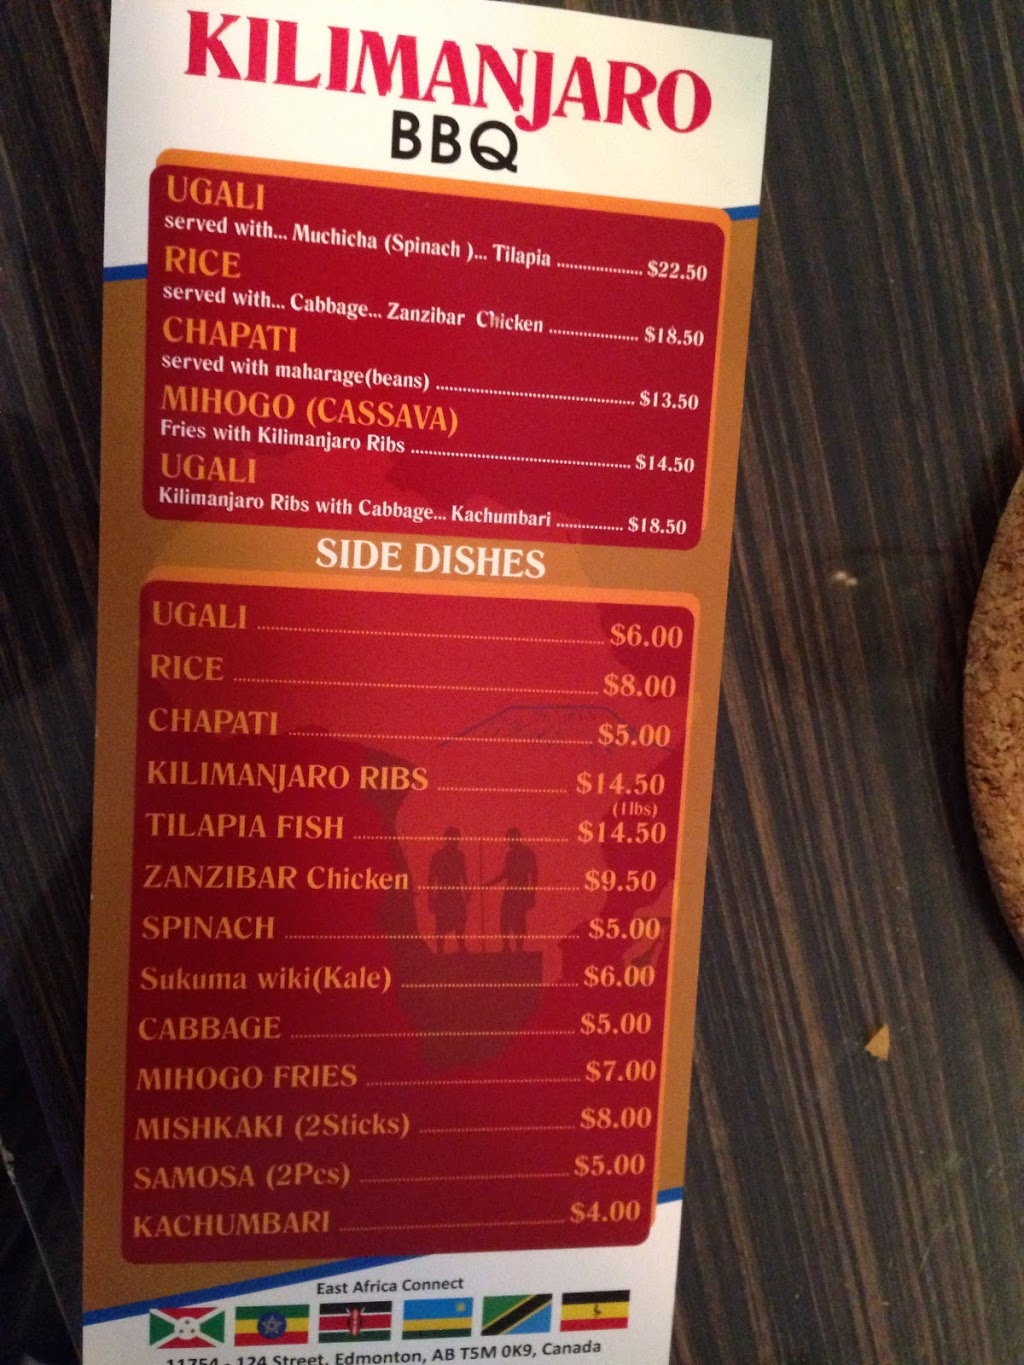 KILIMANJARO
BBQ
UGALI
served with... Muchicha (Spinach )... Tilapia .................... $22.50
RICE
served with... Cabbage... Zanzibar Chicken ..................... $18.50
CHAPATI
served with maharage(beans) ............................................... $13.50
MIHOGO (CASSAVA)
Fries with Kilimanjaro Ribs .................................................... $14.50
UGALI
Kilimanjaro Ribs with Cabbage... Kachumbari ................ $18.50
SIDE DISHES
UGALI ........................................ $6.00
RICE ........................................ $8.00
CHAPATI ........................................ $5.00
KILIMANJARO RIBS .................... $14.50
(1lbs)
TILAPIA FISH .................... $14.50
ZANZIBAR Chicken .................... $9.50
SPINACH ........................................ $5.00
Sukuma wiki(Kale) .................... $6.00
CABBAGE ........................................ $5.00
MIHOGO FRIES .................... $7.00
MISHKAKI (2Sticks) .................... $8.00
SAMOSA (2Pcs) .................... $5.00
KACHUMBARI .................... $4.00
East Africa Connect
11754 - 124 Street, Edmonton, AB T5M 0K9, Canada